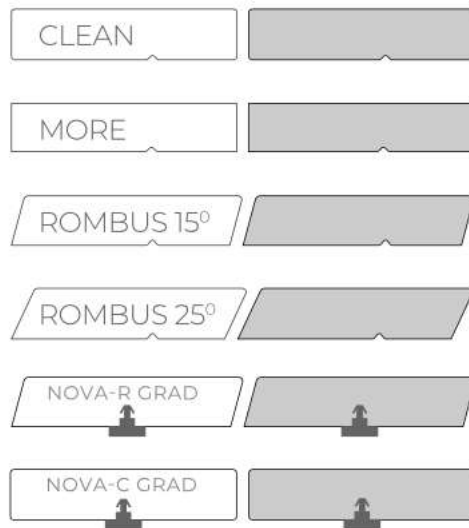 CLEAN
MORE
ROMBUS 15⁰
ROMBUS 25⁰
NOVA-R GRAD
NOVA-C GRAD